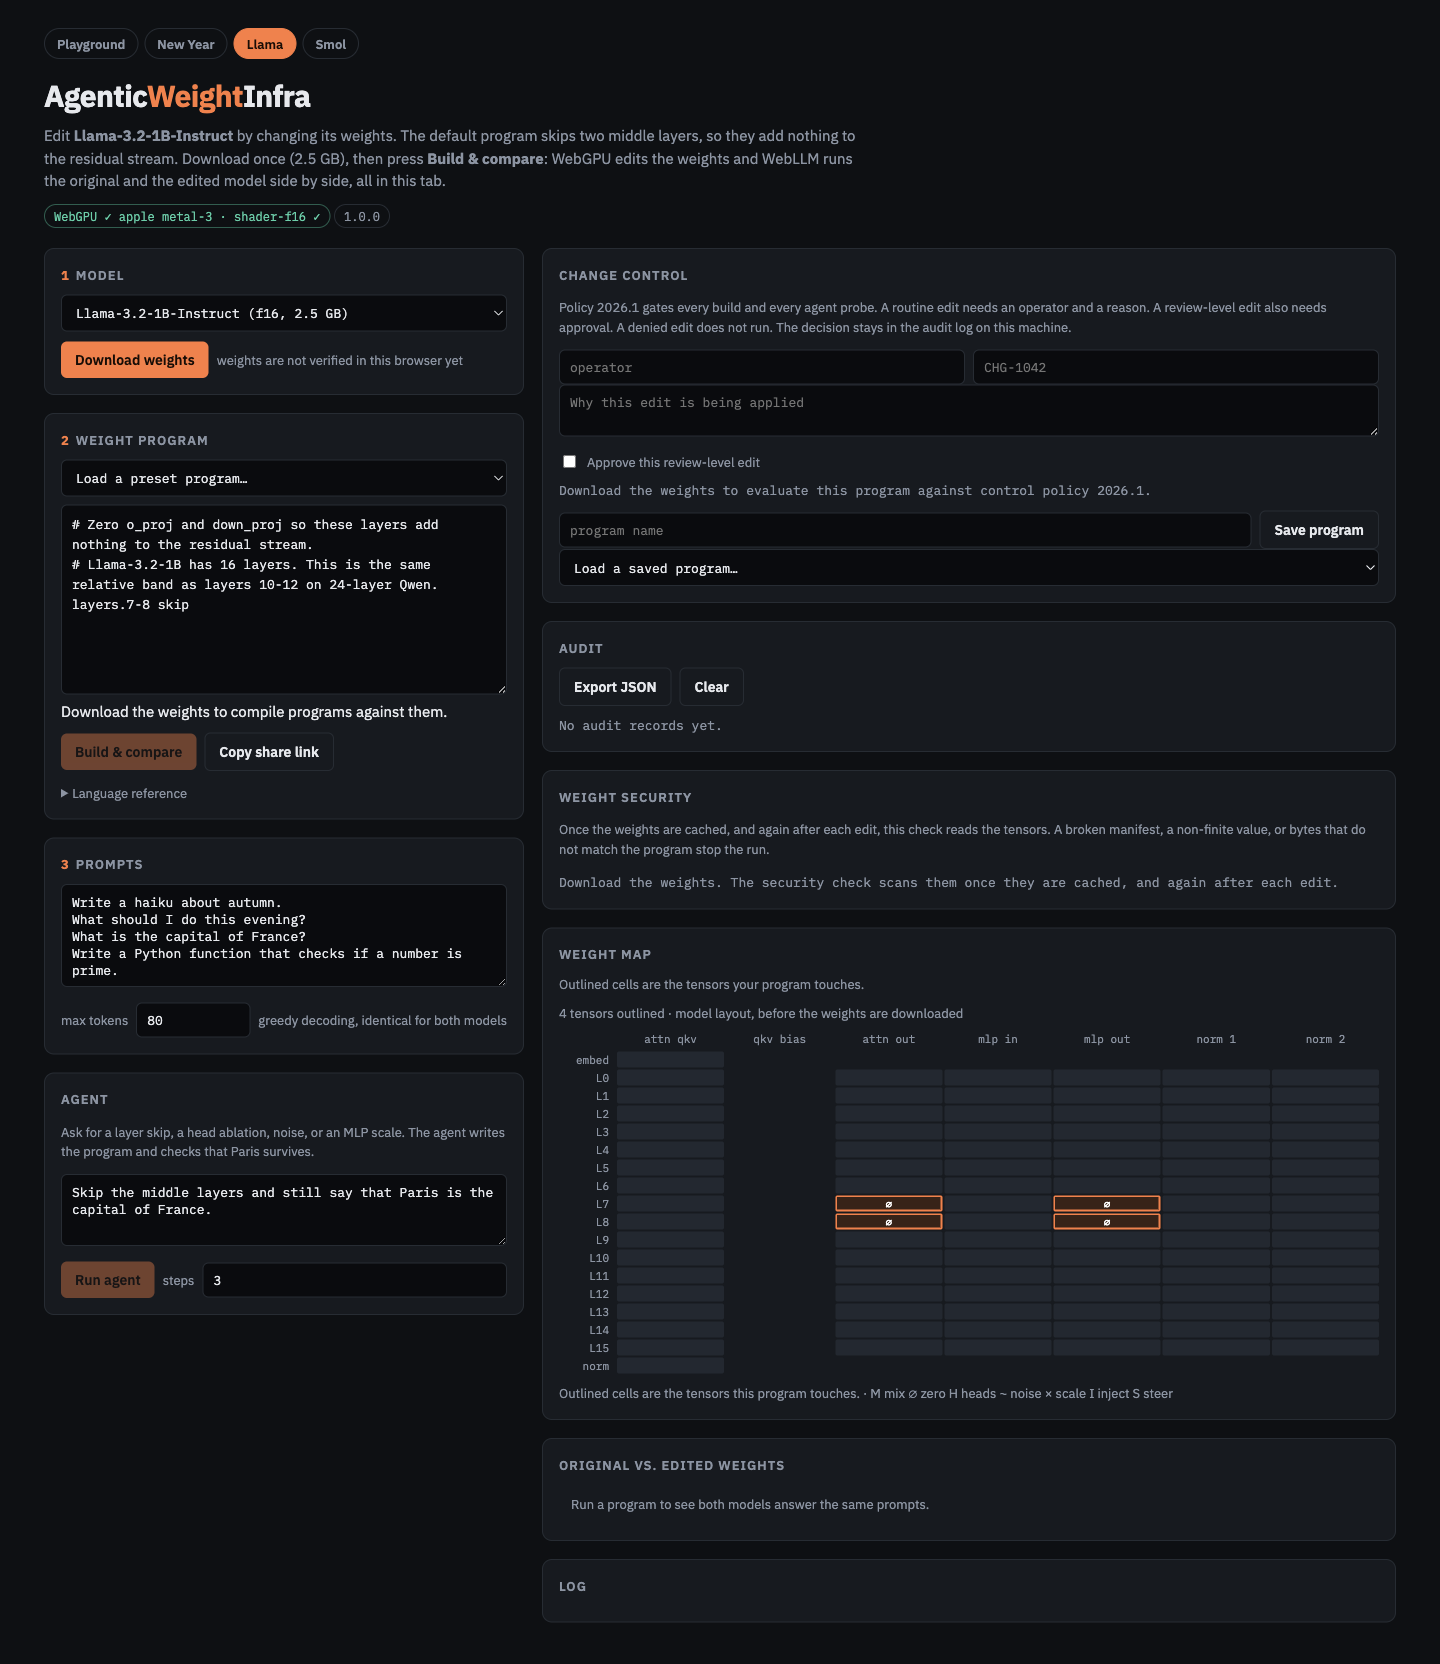 Playground
New Year
Llama
Smol
AgenticWeightInfra
Edit Llama-3.2-1B-Instruct by changing its weights. The default program skips two middle layers, so they add nothing to
the residual stream. Download once (2.5 GB), then press Build & compare: WebGPU edits the weights and WebLLM runs
the original and the edited model side by side, all in this tab.
WebGPU ✓ apple metal-3 · shader-f16 ✓
1.0.0
1 MODEL
Llama-3.2-1B-Instruct (f16, 2.5 GB)
Download weights
weights are not verified in this browser yet
2 WEIGHT PROGRAM
Load a preset program…
# Zero o_proj and down_proj so these layers add
nothing to the residual stream.
# Llama-3.2-1B has 16 layers. This is the same
relative band as layers 10-12 on 24-layer Qwen.
layers.7-8 skip
Download the weights to compile programs against them.
Build & compare
Copy share link
Language reference
3 PROMPTS
Write a haiku about autumn.
What should I do this evening?
What is the capital of France?
Write a Python function that checks if a number is
prime.
max tokens
80
greedy decoding, identical for both models
AGENT
Ask for a layer skip, a head ablation, noise, or an MLP scale. The agent writes
the program and checks that Paris survives.
Skip the middle layers and still say that Paris is the
capital of France.
Run agent
steps
3
CHANGE CONTROL
Policy 2026.1 gates every build and every agent probe. A routine edit needs an operator and a reason. A review-level edit also needs
approval. A denied edit does not run. The decision stays in the audit log on this machine.
operator
CHG-1042
Why this edit is being applied
Approve this review-level edit
Download the weights to evaluate this program against control policy 2026.1.
program name
Save program
Load a saved program…
AUDIT
Export JSON
Clear
No audit records yet.
WEIGHT SECURITY
Once the weights are cached, and again after each edit, this check reads the tensors. A broken manifest, a non-finite value, or bytes that do
not match the program stop the run.
Download the weights. The security check scans them once they are cached, and again after each edit.
WEIGHT MAP
Outlined cells are the tensors your program touches.
4 tensors outlined · model layout, before the weights are downloaded
attn qkv
qkv bias
attn out
mlp in
mlp out
norm 1
norm 2
embed
L0
L1
L2
L3
L4
L5
L6
L7 ∅ ∅
L8 ∅ ∅
L9
L10
L11
L12
L13
L14
L15
norm
Outlined cells are the tensors this program touches. · M mix ∅ zero H heads ~ noise × scale I inject S steer
ORIGINAL VS. EDITED WEIGHTS
Run a program to see both models answer the same prompts.
LOG